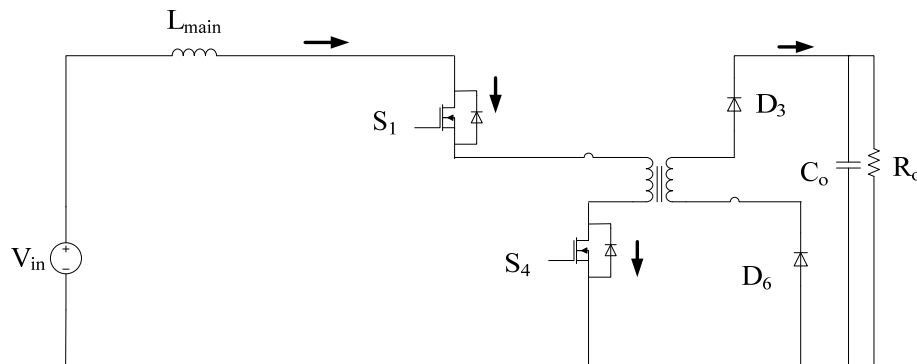 L_main
S_1
D_3
C_o
R_o
V_in
+
−
S_4
D_6